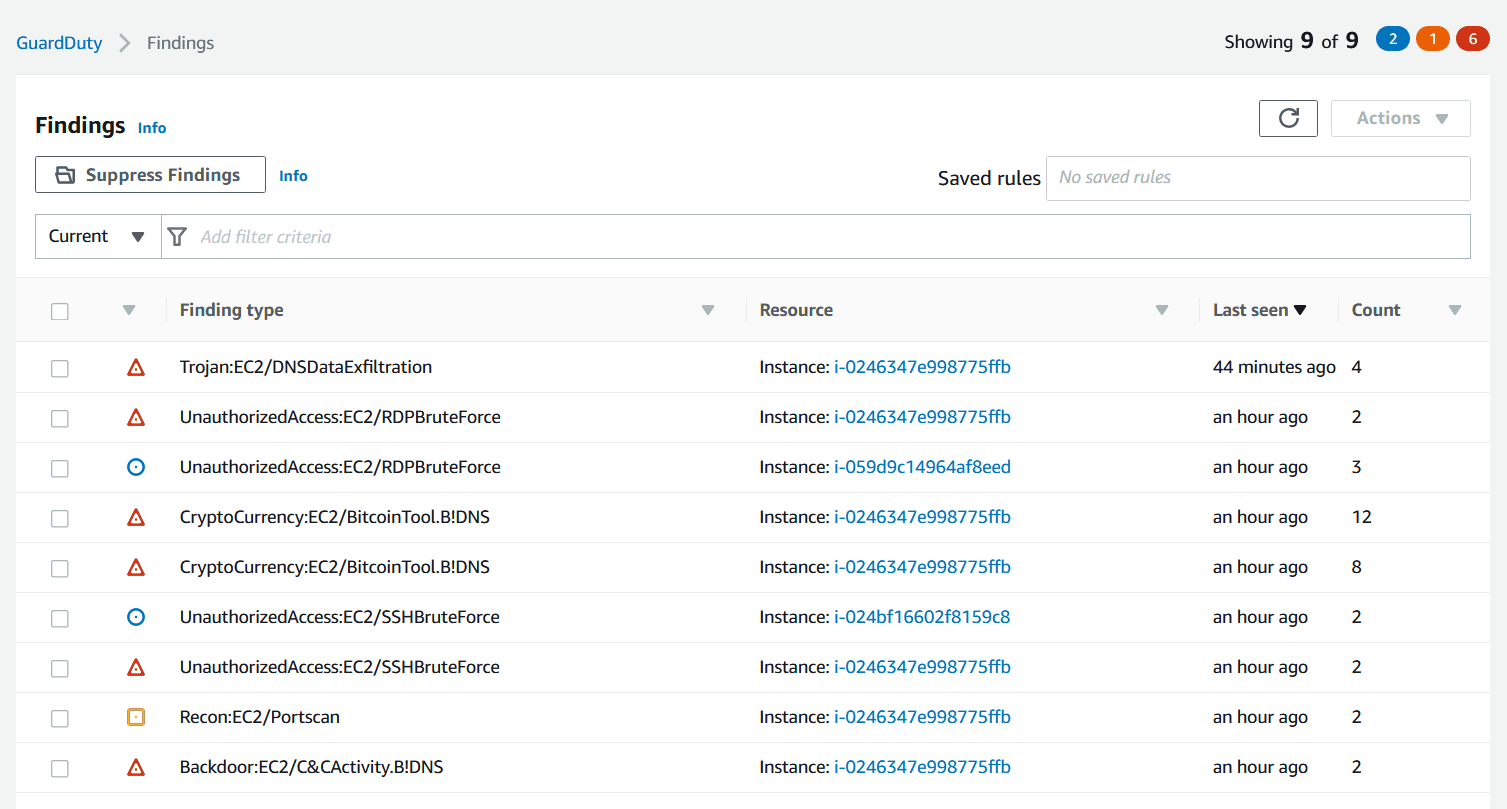 GuardDuty > Findings Showing 9 of 9 2 1 6
Findings Info Actions
Suppress Findings Info Saved rules No saved rules
Current Add filter criteria
Finding type Resource Last seen Count
Trojan:EC2/DNSDataExfiltration Instance: i-0246347e998775ffb 44 minutes ago 4
UnauthorizedAccess:EC2/RDPBruteForce Instance: i-0246347e998775ffb an hour ago 2
UnauthorizedAccess:EC2/RDPBruteForce Instance: i-059d9c14964af8eed an hour ago 3
CryptoCurrency:EC2/BitcoinTool.B!DNS Instance: i-0246347e998775ffb an hour ago 12
CryptoCurrency:EC2/BitcoinTool.B!DNS Instance: i-0246347e998775ffb an hour ago 8
UnauthorizedAccess:EC2/SSHBruteForce Instance: i-024bf16602f8159c8 an hour ago 2
UnauthorizedAccess:EC2/SSHBruteForce Instance: i-0246347e998775ffb an hour ago 2
Recon:EC2/Portscan Instance: i-0246347e998775ffb an hour ago 2
Backdoor:EC2/C&CActivity.B!DNS Instance: i-0246347e998775ffb an hour ago 2